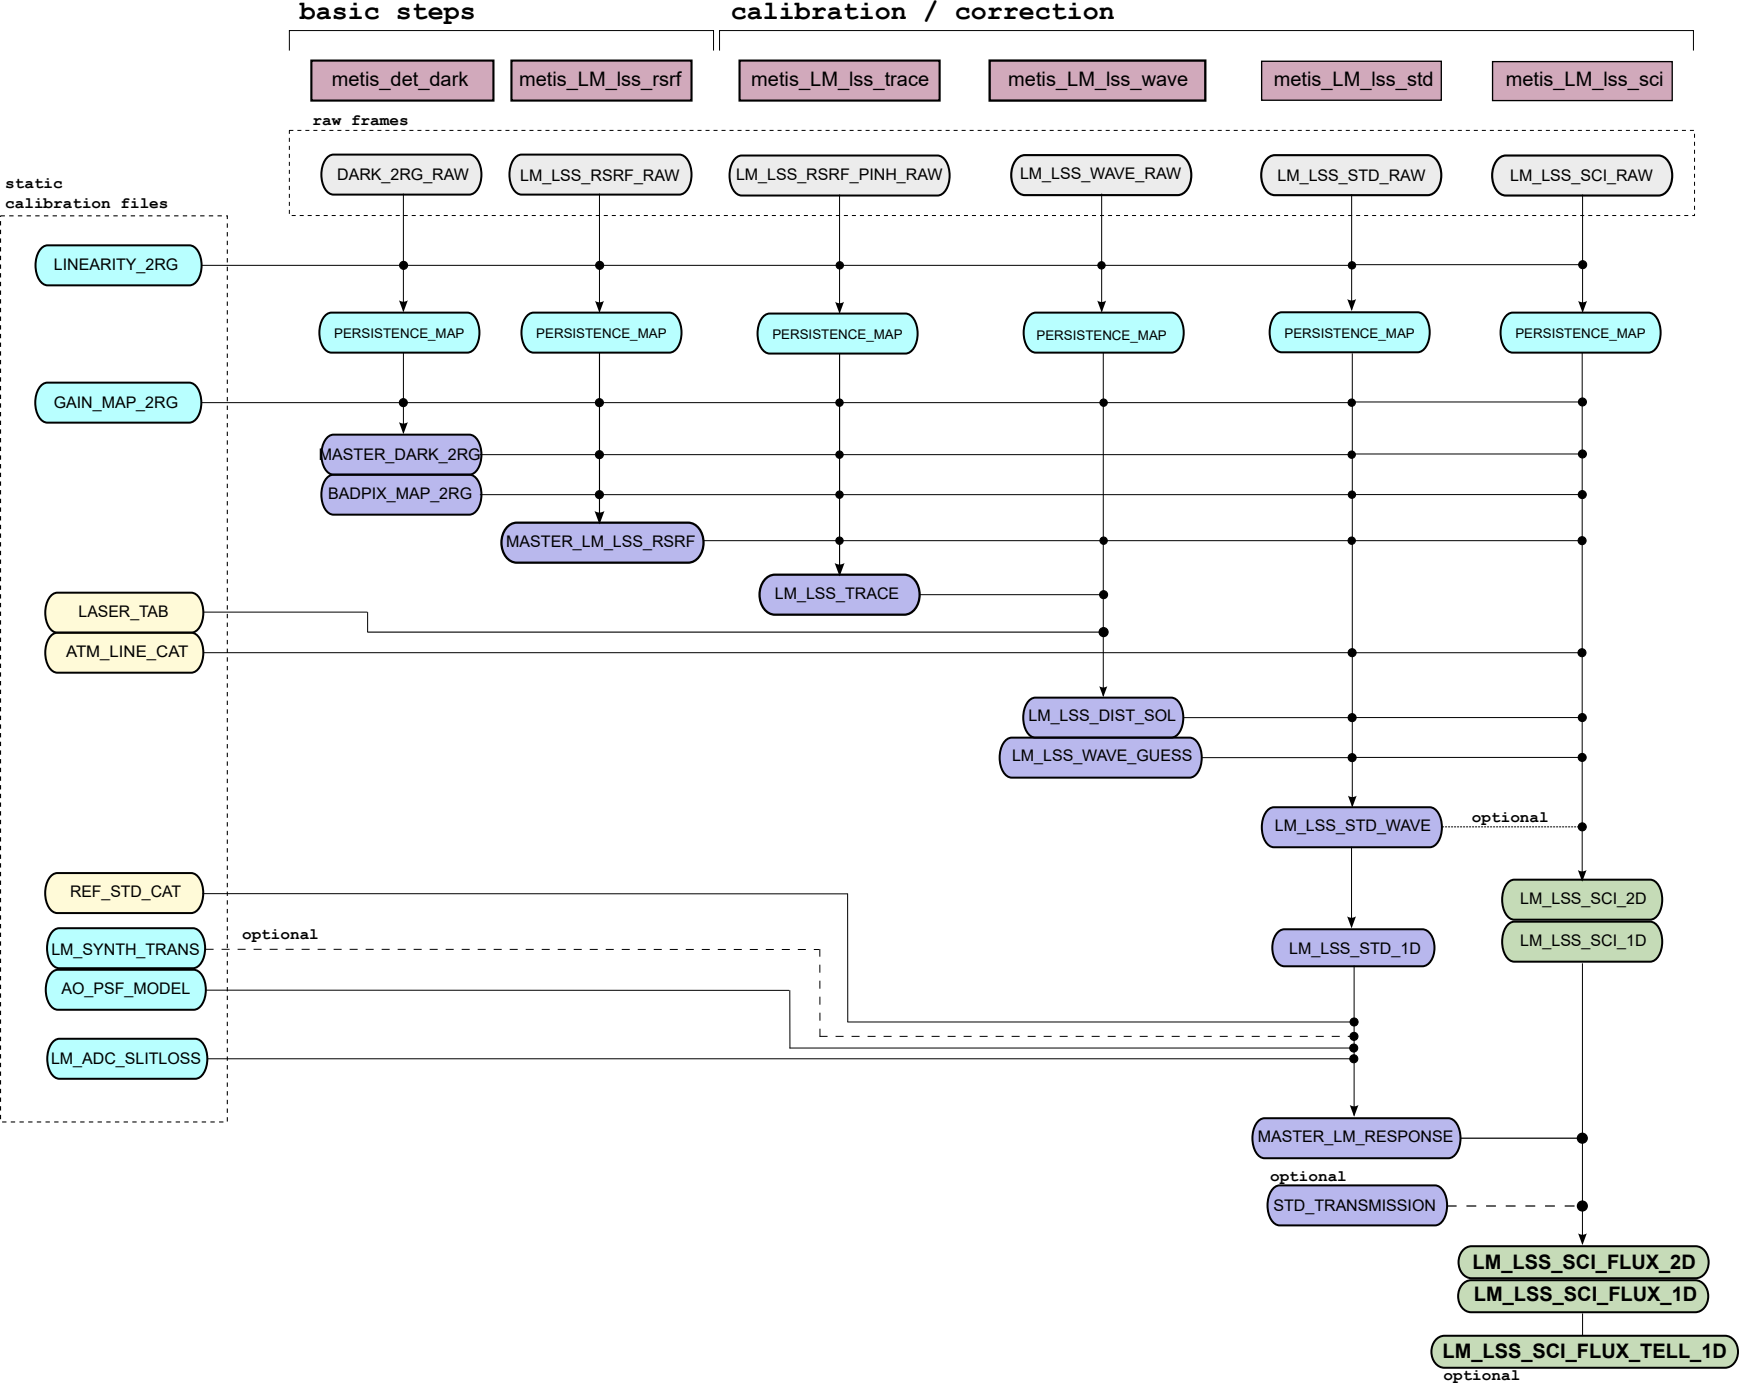 basic steps
calibration / correction
metis_det_dark
metis_LM_lss_rsrf
metis_LM_lss_trace
metis_LM_lss_wave
metis_LM_lss_std
metis_LM_lss_sci
raw frames
DARK_2RG_RAW
LM_LSS_RSRF_RAW
LM_LSS_RSRF_PINH_RAW
LM_LSS_WAVE_RAW
LM_LSS_STD_RAW
LM_LSS_SCI_RAW
static
calibration files
LINEARITY_2RG
PERSISTENCE_MAP
PERSISTENCE_MAP
PERSISTENCE_MAP
PERSISTENCE_MAP
PERSISTENCE_MAP
PERSISTENCE_MAP
GAIN_MAP_2RG
MASTER_DARK_2RG
BADPIX_MAP_2RG
MASTER_LM_LSS_RSRF
LM_LSS_TRACE
LASER_TAB
ATM_LINE_CAT
LM_LSS_DIST_SOL
LM_LSS_WAVE_GUESS
LM_LSS_STD_WAVE
optional
REF_STD_CAT
LM_LSS_SCI_2D
LM_SYNTH_TRANS
optional
LM_LSS_STD_1D
LM_LSS_SCI_1D
AO_PSF_MODEL
LM_ADC_SLITLOSS
MASTER_LM_RESPONSE
optional
STD_TRANSMISSION
LM_LSS_SCI_FLUX_2D
LM_LSS_SCI_FLUX_1D
LM_LSS_SCI_FLUX_TELL_1D
optional